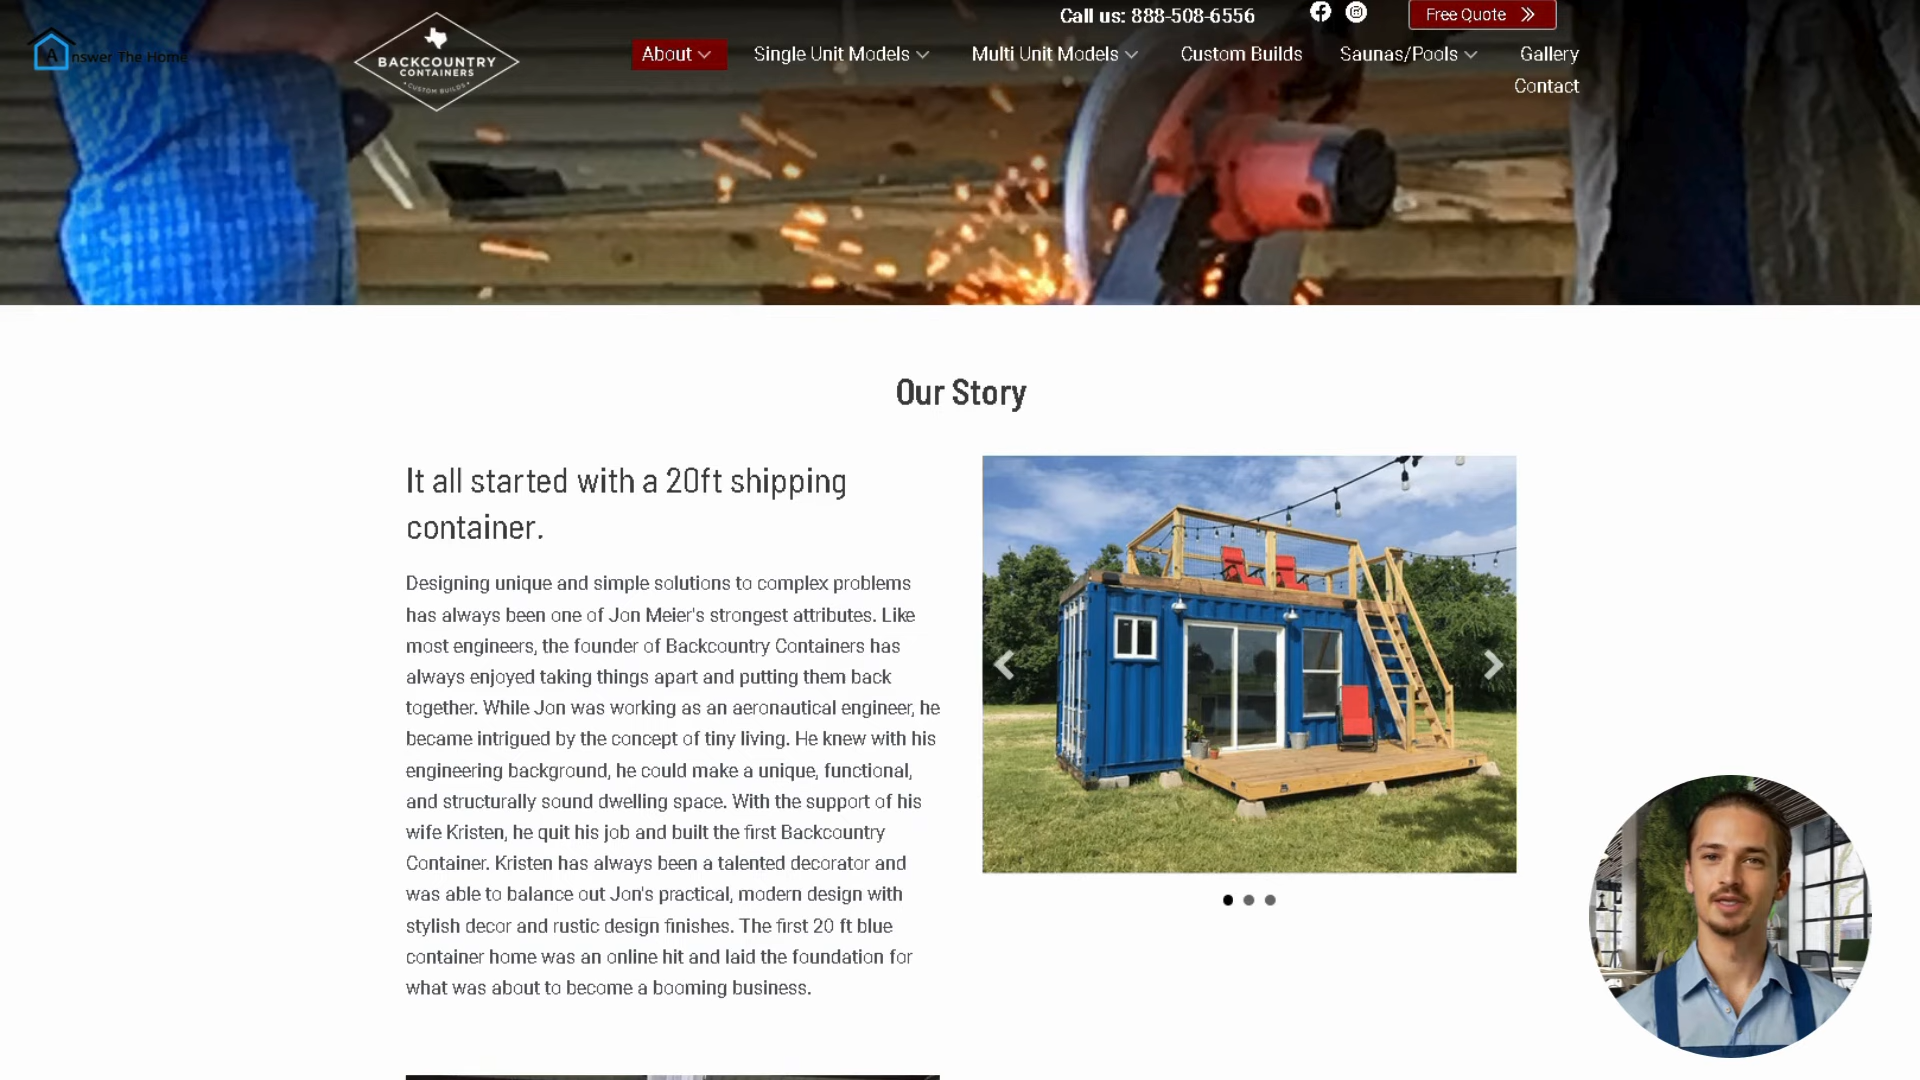 Call us: 888-508-6556
Free Quote
Answer The Home
BACKCOUNTRY
CONTAINERS
CUSTOM BUILDS
About
Single Unit Models
Multi Unit Models
Custom Builds
Saunas/Pools
Gallery
Contact
Our Story
It all started with a 20ft shipping
container.
Designing unique and simple solutions to complex problems
has always been one of Jon Meier's strongest attributes. Like
most engineers, the founder of Backcountry Containers has
always enjoyed taking things apart and putting them back
together. While Jon was working as an aeronautical engineer, he
became intrigued by the concept of tiny living. He knew with his
engineering background, he could make a unique, functional,
and structurally sound dwelling space. With the support of his
wife Kristen, he quit his job and built the first Backcountry
Container. Kristen has always been a talented decorator and
was able to balance out Jon's practical, modern design with
stylish decor and rustic design finishes. The first 20 ft blue
container home was an online hit and laid the foundation for
what was about to become a booming business.